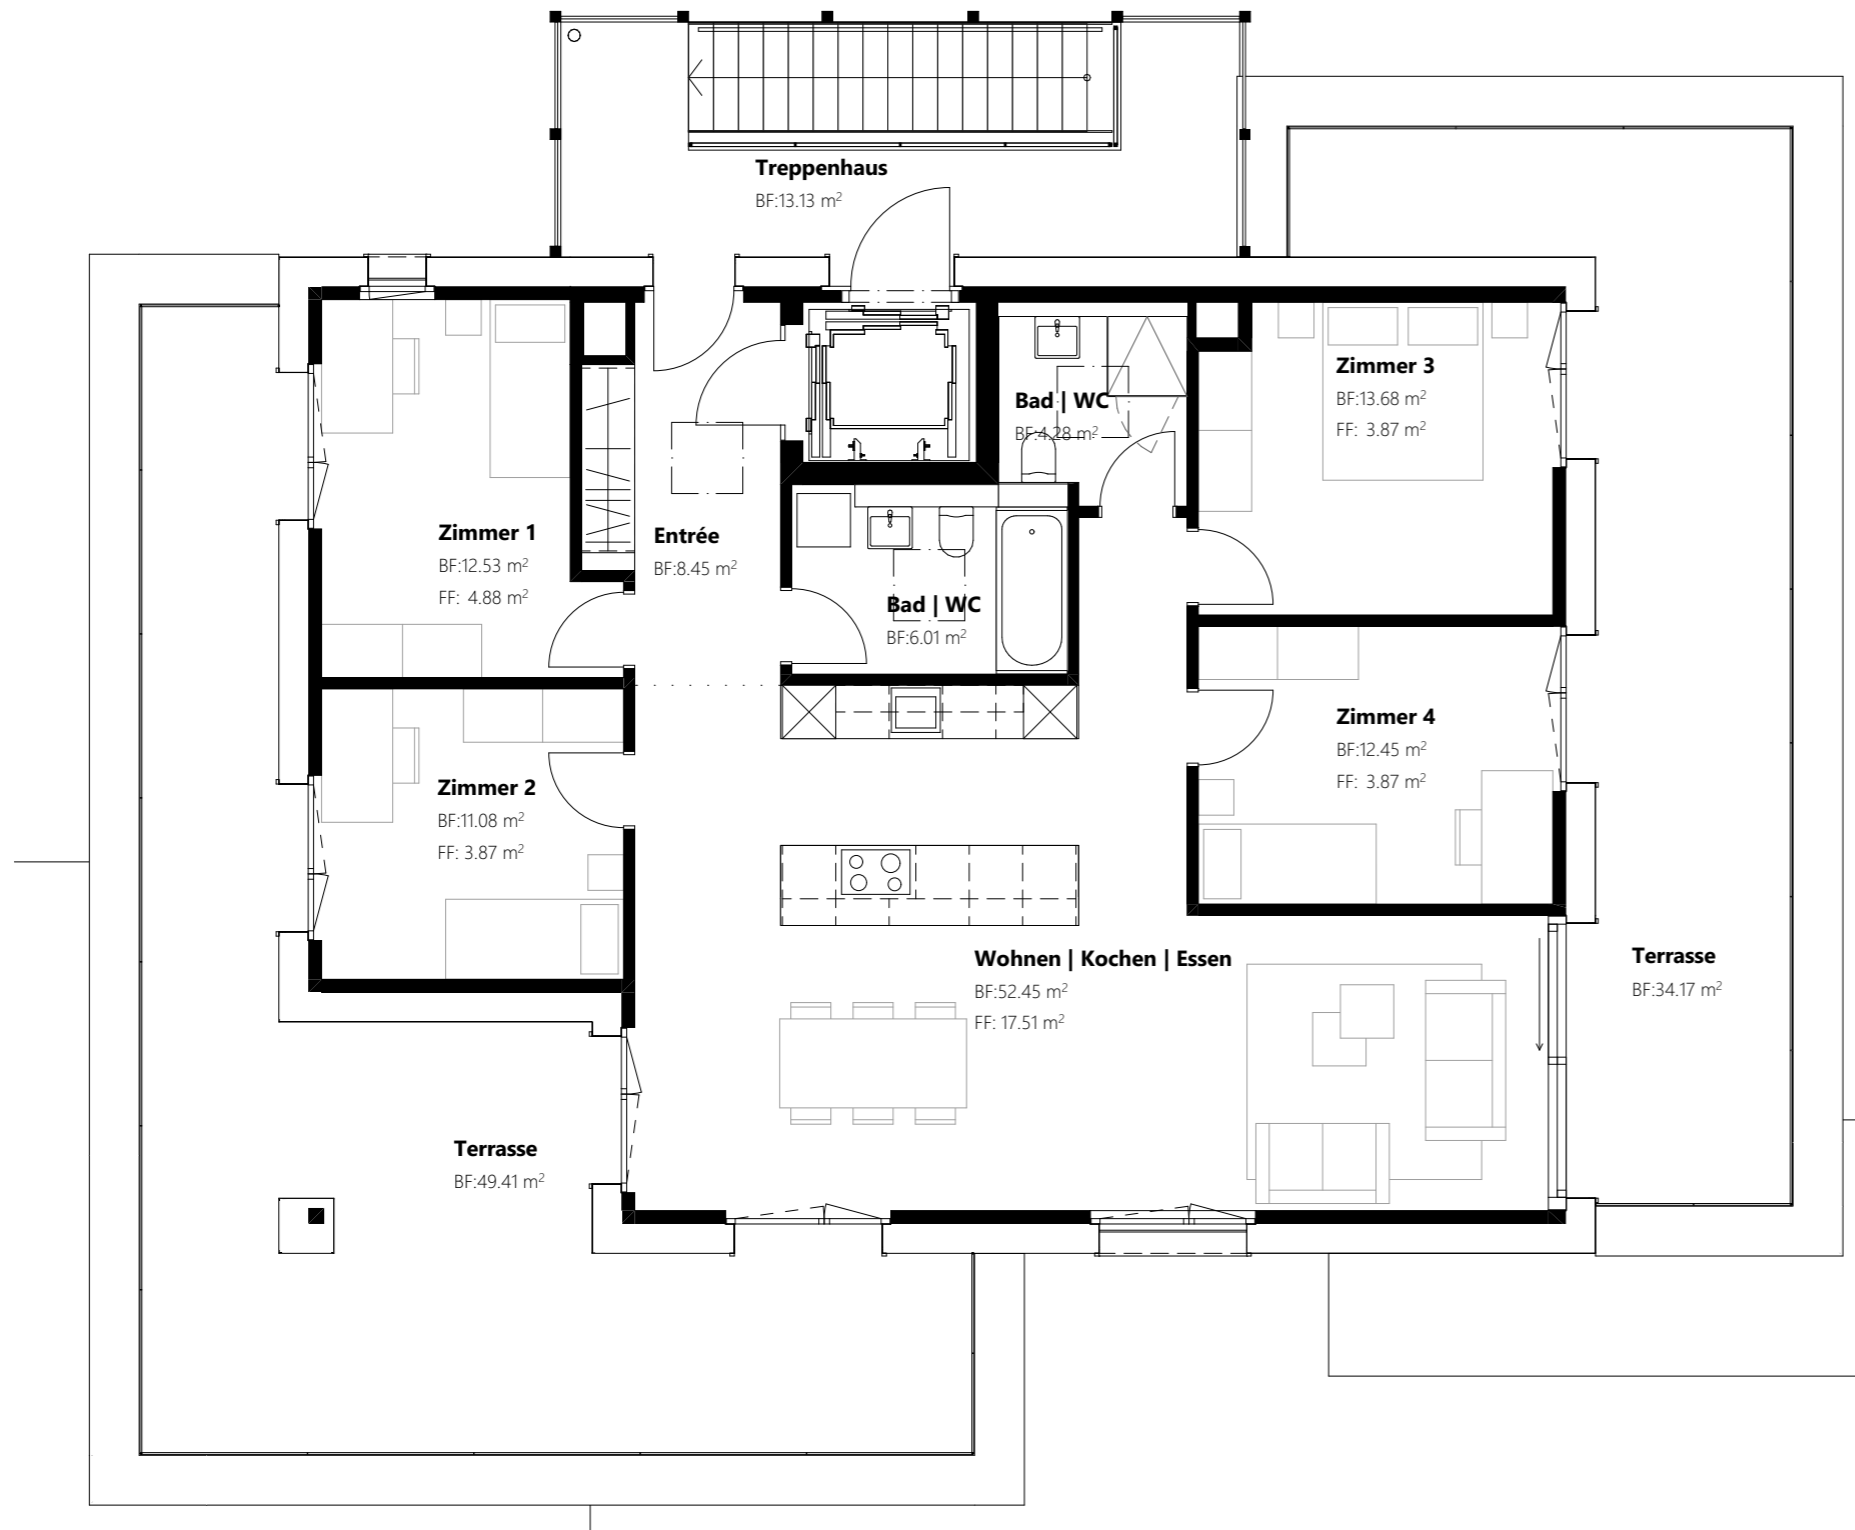 Treppenhaus
BF:13.13 m²
Zimmer 3
BF:13.68 m²
FF: 3.87 m²
Bad | WC
BF:4.28 m²
Zimmer 1
BF:12.53 m²
FF: 4.88 m²
Entrée
BF:8.45 m²
Bad | WC
BF:6.01 m²
Zimmer 4
BF:12.45 m²
FF: 3.87 m²
Zimmer 2
BF:11.08 m²
FF: 3.87 m²
Wohnen | Kochen | Essen
BF:52.45 m²
FF: 17.51 m²
Terrasse
BF:34.17 m²
Terrasse
BF:49.41 m²